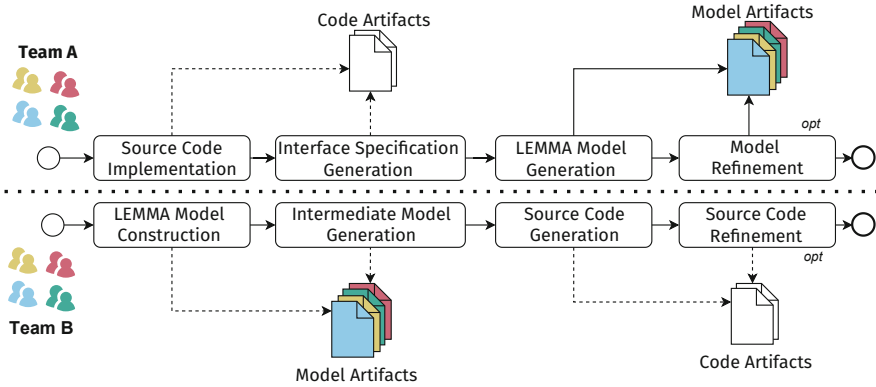 Code Artifacts
Model Artifacts
Team A
opt
Source Code
Implementation
Interface Specification
Generation
LEMMA Model
Generation
Model
Refinement
LEMMA Model
Construction
Intermediate Model
Generation
Source Code
Generation
Source Code
Refinement
opt
Team B
Code Artifacts
Model Artifacts